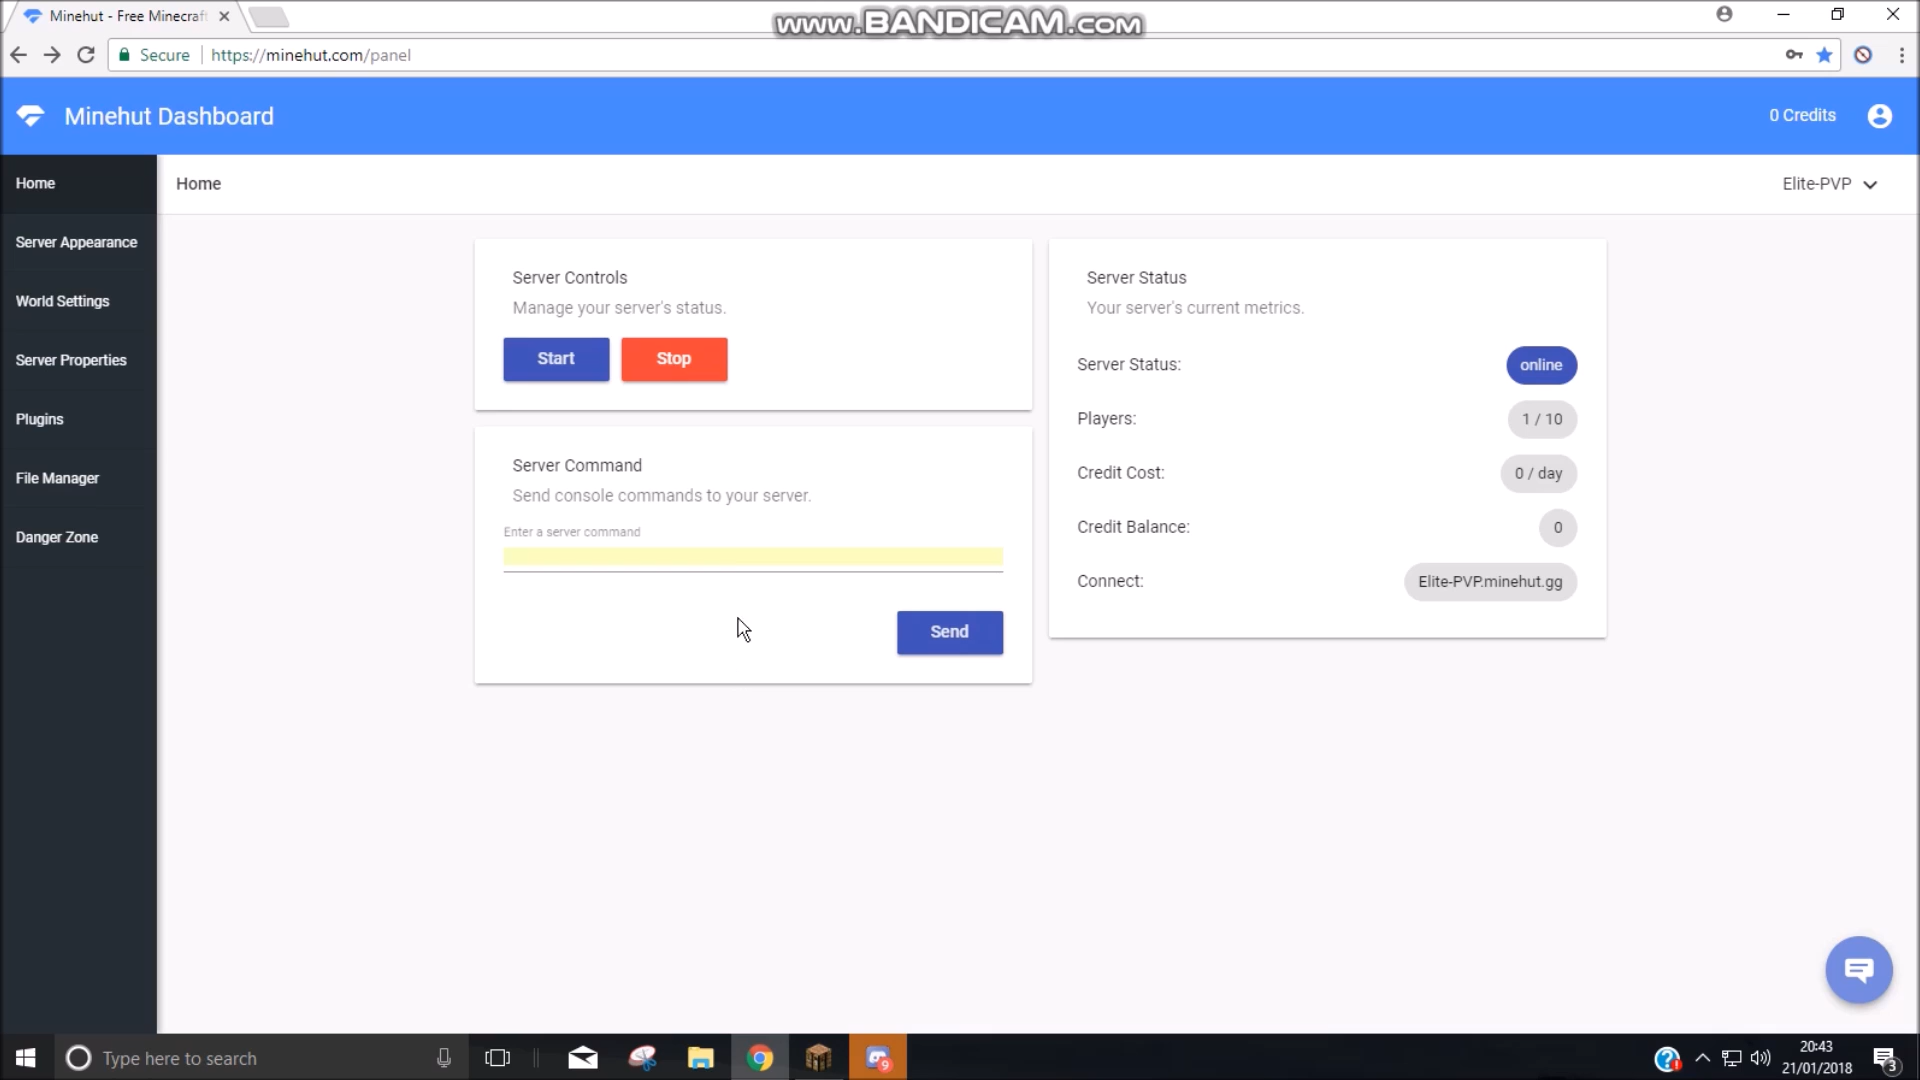 Minehut - Free Minecraft
www.BANDICAM.com
Secure
https://minehut.com/panel
Minehut Dashboard
0 Credits
Home
Home
Elite-PVP
Server Appearance
World Settings
Server Properties
Plugins
File Manager
Danger Zone
Server Controls
Manage your server's status.
Start
Stop
Server Command
Send console commands to your server.
Enter a server command
Send
Server Status
Your server's current metrics.
Server Status:
online
Players:
1 / 10
Credit Cost:
0 / day
Credit Balance:
0
Connect:
Elite-PVP.minehut.gg
Type here to search
9
20:43
21/01/2018
3